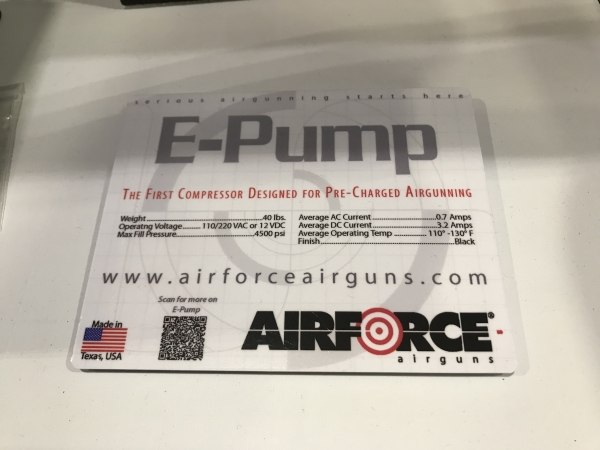 serious airgunning starts here
E-Pump
THE FIRST COMPRESSOR DESIGNED FOR PRE-CHARGED AIRGUNNING
Weight..........................................40 lbs.
Operatng Voltage......... 110/220 VAC or 12 VDC
Max Fill Pressure...............................4500 psi
Average AC Current........................0.7 Amps
Average DC Current........................3.2 Amps
Average Operating Temp ........... 110° -130° F
Finish................................................Black
www.airforceairguns.com
Scan for more on
E-Pump
Made in
Texas, USA
AIRFORCE®
airguns